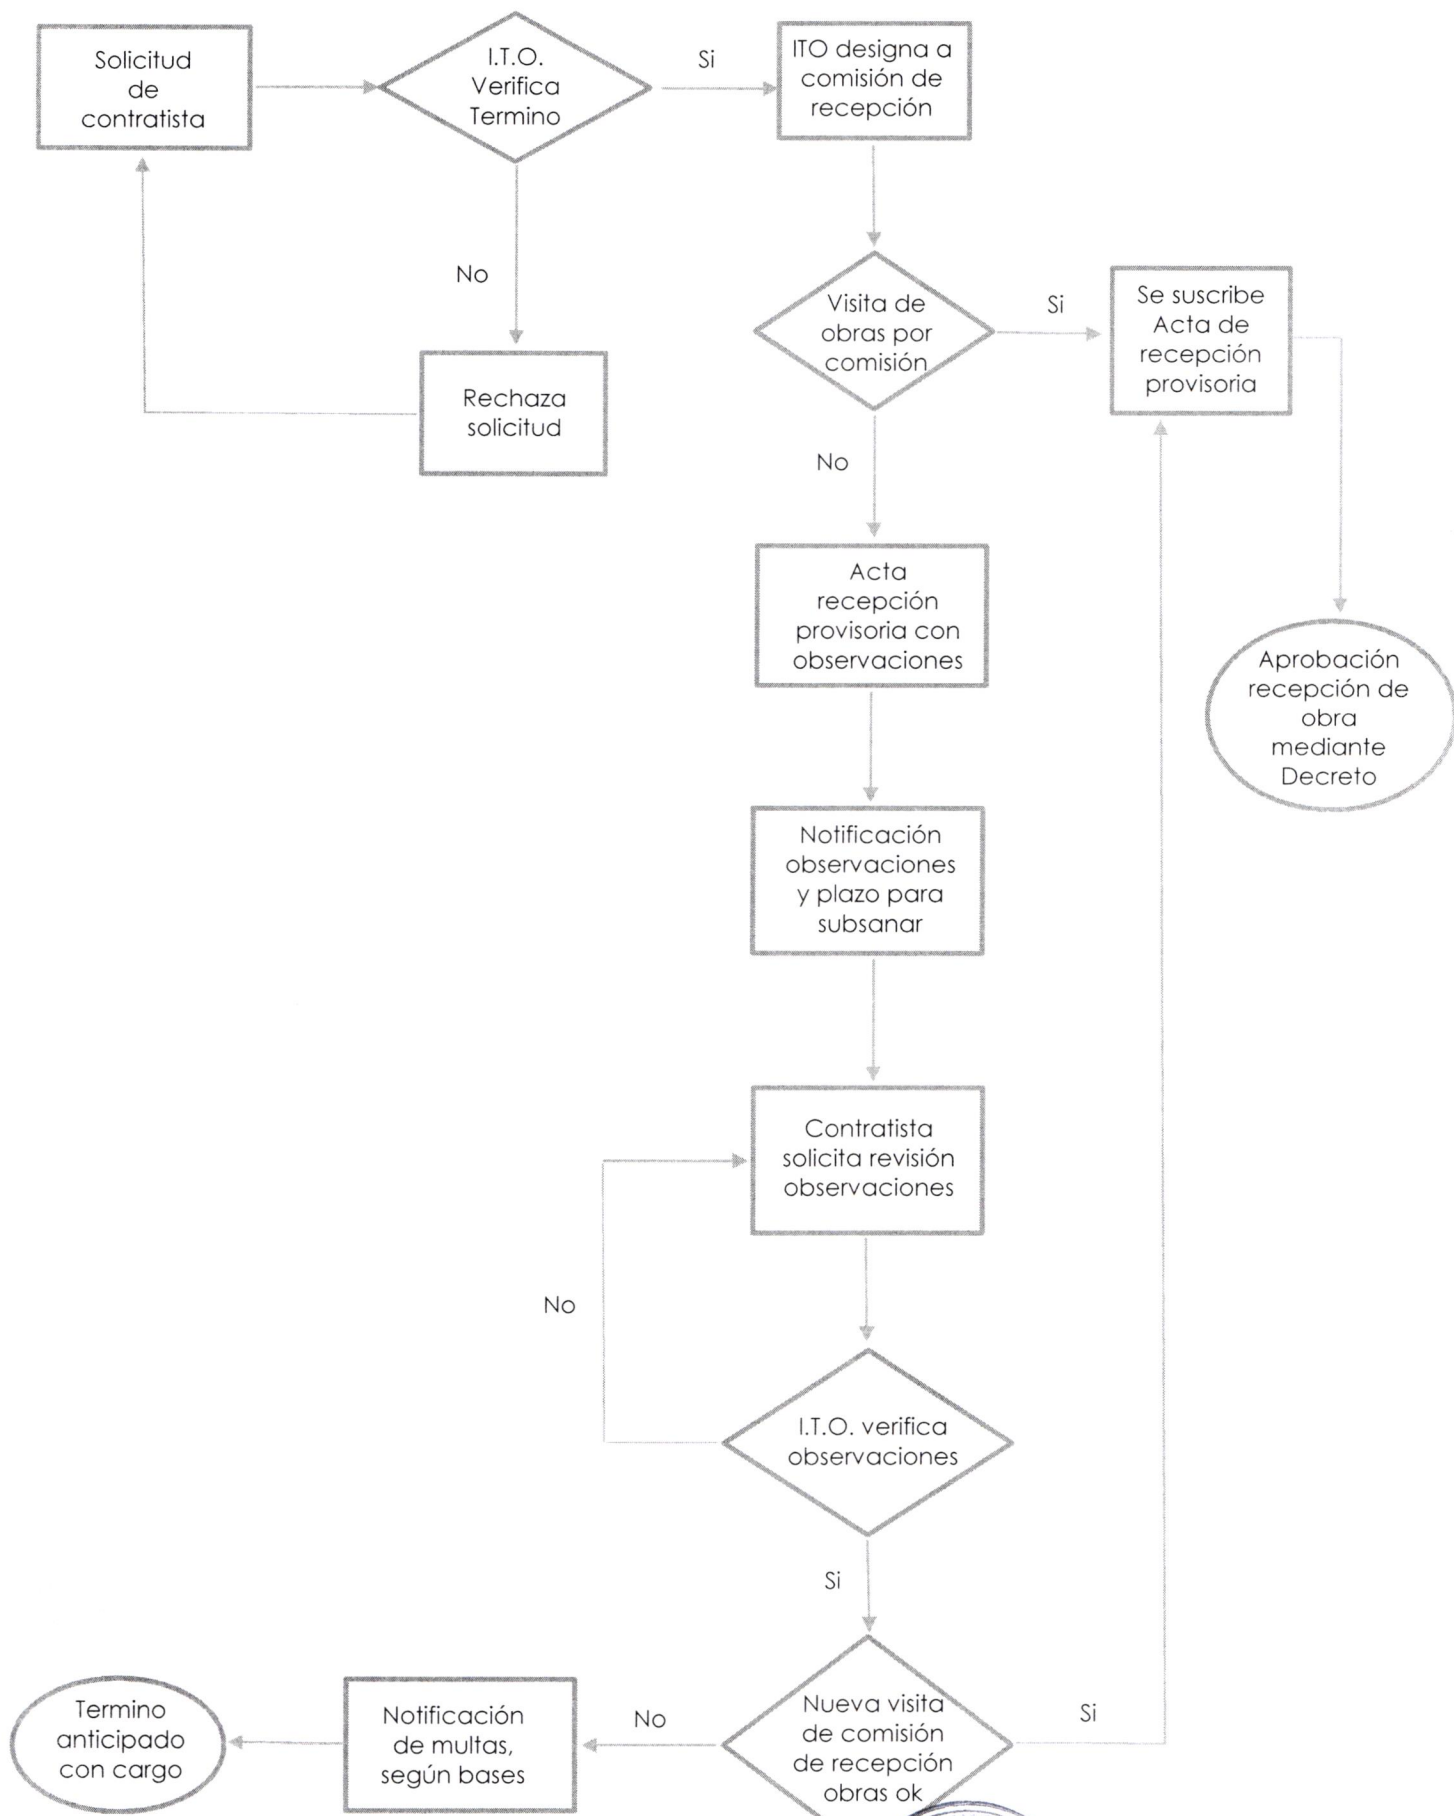 Solicitud
de
contratista
I.T.O.
Verifica
Termino
Si
ITO designa a
comisión de
recepción
No
Rechaza
solicitud
Visita de
obras por
comisión
Si
Se suscribe
Acta de
recepción
provisoria
No
Acta
recepción
provisoria con
observaciones
Aprobación
recepción de
obra
mediante
Decreto
Notificación
observaciones
y plazo para
subsanar
Contratista
solicita revisión
observaciones
No
I.T.O. verifica
observaciones
Si
Nueva visita
de comisión
de recepción
obras ok
Si
No
Notificación
de multas,
según bases
Termino
anticipado
con cargo